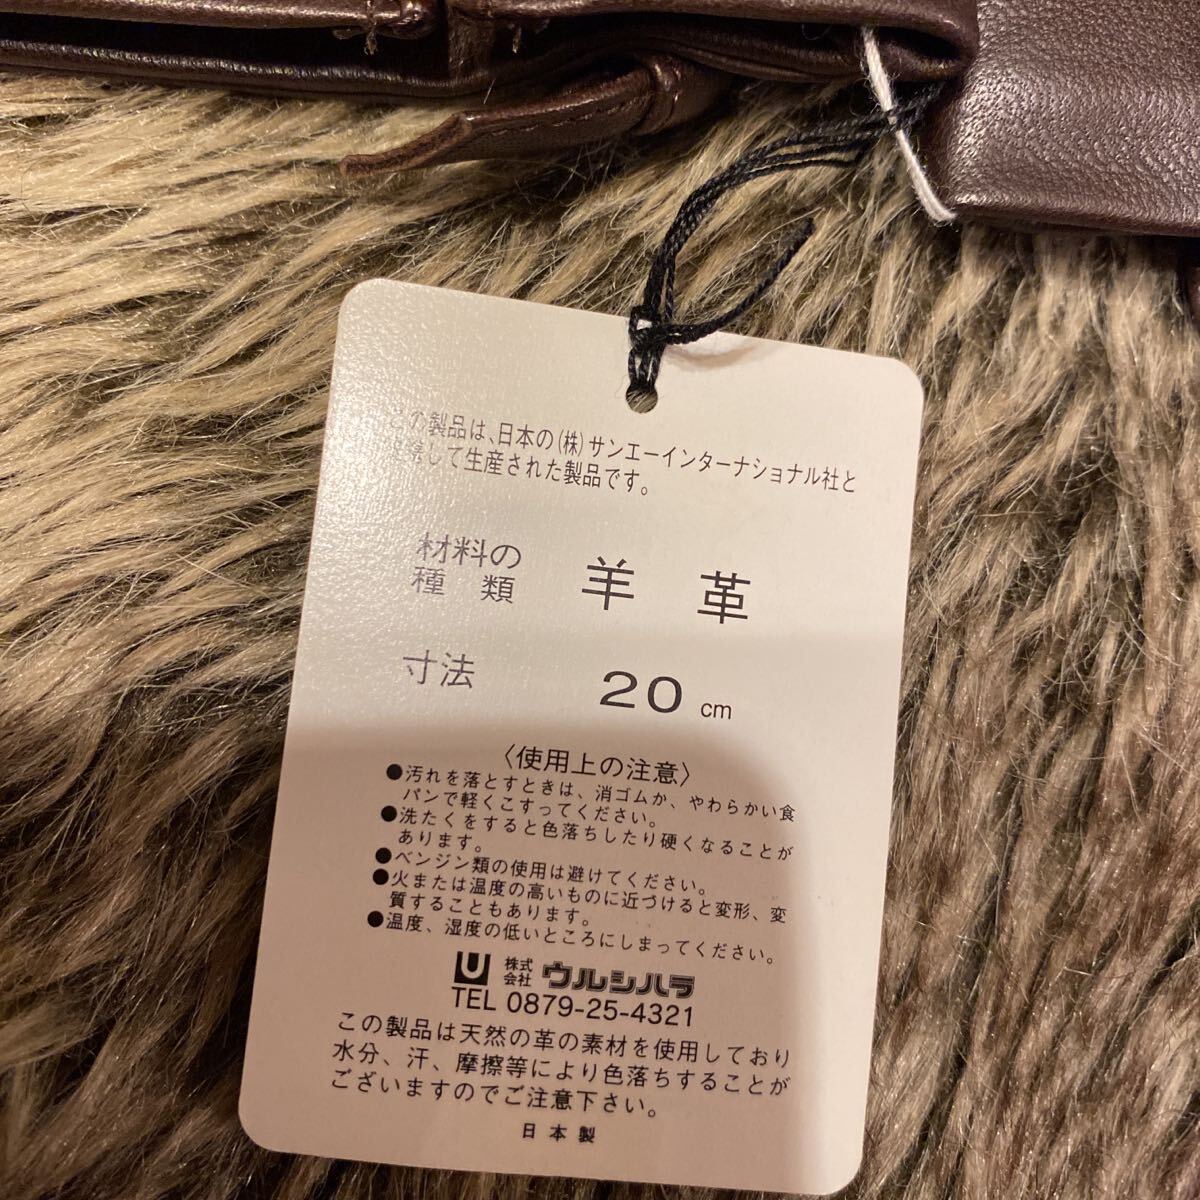 この製品は、日本の(株)サンエーインターナショナル社と
提携して生産された製品です。
材料の
種 類
羊 革
寸法
20 cm
〈使用上の注意〉
●汚れを落とすときは、消ゴムか、やわらかい食
パンで軽くこすってください。
●洗たくをすると色落ちしたり硬くなることが
あります。
●ベンジン類の使用は避けてください。
●火または温度の高いものに近づけると変形、変
質することもあります。
●温度、湿度の低いところにしまってください。
U 株式会社 ウルシハラ
TEL 0879-25-4321
この製品は天然の革の素材を使用しており
水分、汗、摩擦等により色落ちすることが
ございますのでご注意下さい。
日本製